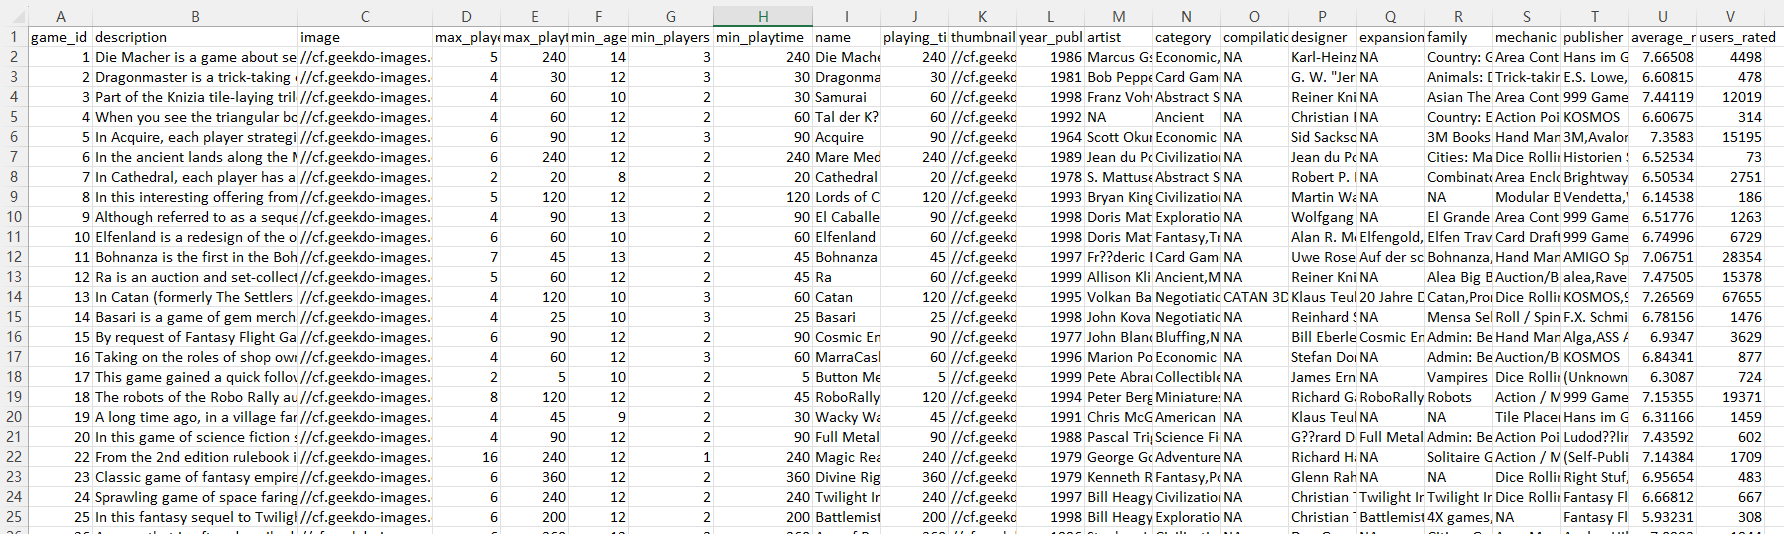 A B C D E F G H I J K L M N O P Q R S T U V
1 game_id description image max_playe max_playt min_age min_players min_playtime name playing_ti thumbnail year_publ artist category compilatic designer expansion family mechanic publisher average_r users_rated
2 1 Die Macher is a game about se //cf.geekdo-images. 5 240 14 3 240 Die Mache 240 //cf.geekd 1986 Marcus Gs Economic, NA Karl-Heinz NA Country: G Area Cont Hans im G 7.66508 4498
3 2 Dragonmaster is a trick-taking //cf.geekdo-images. 4 30 12 3 30 Dragonma 30 //cf.geekd 1981 Bob Peppe Card Gam NA G. W. "Jer NA Animals: D Trick-takir E.S. Lowe, 6.60815 478
4 3 Part of the Knizia tile-laying tril //cf.geekdo-images. 4 60 10 2 30 Samurai 60 //cf.geekd 1998 Franz Voh Abstract S NA Reiner Kni NA Asian The Area Cont 999 Game 7.44119 12019
5 4 When you see the triangular bo //cf.geekdo-images. 4 60 12 2 60 Tal der K? 60 //cf.geekd 1992 NA Ancient NA Christian NA Country: E Action Poi KOSMOS 6.60675 314
6 5 In Acquire, each player strategi //cf.geekdo-images. 6 90 12 3 90 Acquire 90 //cf.geekd 1964 Scott Oku Economic NA Sid Sackso NA 3M Books Hand Man 3M,Avalor 7.3583 15195
7 6 In the ancient lands along the M //cf.geekdo-images. 6 240 12 2 240 Mare Med 240 //cf.geekd 1989 Jean du Po Civilizatio NA Jean du Po NA Cities: Ma Dice Rollin Historien 6.52534 73
8 7 In Cathedral, each player has a //cf.geekdo-images. 2 20 8 2 20 Cathedral 20 //cf.geekd 1978 S. Mattuse Abstract S NA Robert P. NA Combinato Area Enclo Brightway 6.50534 2751
9 8 In this interesting offering from //cf.geekdo-images. 5 120 12 2 120 Lords of C 120 //cf.geekd 1993 Bryan King Civilizatio NA Martin Wa NA NA Modular B Vendetta, 6.14538 186
10 9 Although referred to as a seque //cf.geekdo-images. 4 90 13 2 90 El Caballe 90 //cf.geekd 1998 Doris Mat Exploratio NA Wolfgang NA El Grande Area Cont 999 Game 6.51776 1263
11 10 Elfenland is a redesign of the o //cf.geekdo-images. 6 60 10 2 60 Elfenland 60 //cf.geekd 1998 Doris Mat Fantasy,Tr NA Alan R. Mo Elfengold, Elfen Trav Card Draft 999 Game 6.74996 6729
12 11 Bohnanza is the first in the Boh //cf.geekdo-images. 7 45 13 2 45 Bohnanza 45 //cf.geekd 1997 Fr??deric Card Gam NA Uwe Rose Auf der sc Bohnanza, Hand Man AMIGO Sp 7.06751 28354
13 12 Ra is an auction and set-collect //cf.geekdo-images. 5 60 12 2 45 Ra 60 //cf.geekd 1999 Allison Kli Ancient,M NA Reiner Kni NA Alea Big B Auction/B alea,Rave 7.47505 15378
14 13 In Catan (formerly The Settlers //cf.geekdo-images. 4 120 10 3 60 Catan 120 //cf.geekd 1995 Volkan Ba Negotiatic CATAN 3D Klaus Teul 20 Jahre D Catan,Pro Dice Rollin KOSMOS,9 7.26569 67655
15 14 Basari is a game of gem merch //cf.geekdo-images. 4 25 10 3 25 Basari 25 //cf.geekd 1998 John Kova Negotiatic NA Reinhard S NA Mensa Sel Roll / Spin F.X. Schmi 6.78156 1476
16 15 By request of Fantasy Flight Ga //cf.geekdo-images. 6 90 12 2 90 Cosmic En 90 //cf.geekd 1977 John Blan Bluffing,N NA Bill Eberle Cosmic En Admin: Be Hand Man Alga,ASS A 6.9347 3629
17 16 Taking on the roles of shop own //cf.geekdo-images. 4 60 12 3 60 MarraCasl 60 //cf.geekd 1996 Marion Po Economic NA Stefan Dor NA Admin: Be Auction/B KOSMOS 6.84341 877
18 17 This game gained a quick follow //cf.geekdo-images. 2 5 10 2 5 Button Me 5 //cf.geekd 1999 Pete Abra Collectible NA James Ern NA Vampires Dice Rollin (Unknown 6.3087 724
19 18 The robots of the Robo Rally au //cf.geekdo-images. 8 120 12 2 45 RoboRally 120 //cf.geekd 1994 Peter Berg Miniature NA Richard Ga RoboRally Robots Action / M 999 Game 7.15355 19371
20 19 A long time ago, in a village far //cf.geekdo-images. 4 45 9 2 30 Wacky Wa 45 //cf.geekd 1991 Chris McG American NA Klaus Teul NA NA Tile Place Hans im G 6.31166 1459
21 20 In this game of science fiction s //cf.geekdo-images. 4 90 12 2 90 Full Metal 90 //cf.geekd 1988 Pascal Trig Science Fi NA G??rard D Full Metal Admin: Be Action Poi Ludod??lir 7.43592 602
22 22 From the 2nd edition rulebook i //cf.geekdo-images. 16 240 12 1 240 Magic Rea 240 //cf.geekd 1979 George Go Adventure NA Richard H NA Solitaire G Action / M (Self-Publi 7.14384 1709
23 23 Classic game of fantasy empire //cf.geekdo-images. 6 360 12 2 360 Divine Rig 360 //cf.geekd 1979 Kenneth R Fantasy,Po NA Glenn Rah NA NA Dice Rollin Right Stuf, 6.95654 483
24 24 Sprawling game of space faring //cf.geekdo-images. 6 240 12 2 240 Twilight Ir 240 //cf.geekd 1997 Bill Heagy Civilizatio NA Christian T Twilight In Twilight Ir Dice Rollin Fantasy Fl 6.66812 667
25 25 In this fantasy sequel to Twilig //cf.geekdo-images. 6 200 12 2 200 Battlemist 200 //cf.geekd 1998 Bill Heagy Exploratio NA Christian T Battlemist 4X games, NA Fantasy Fl 5.93231 308